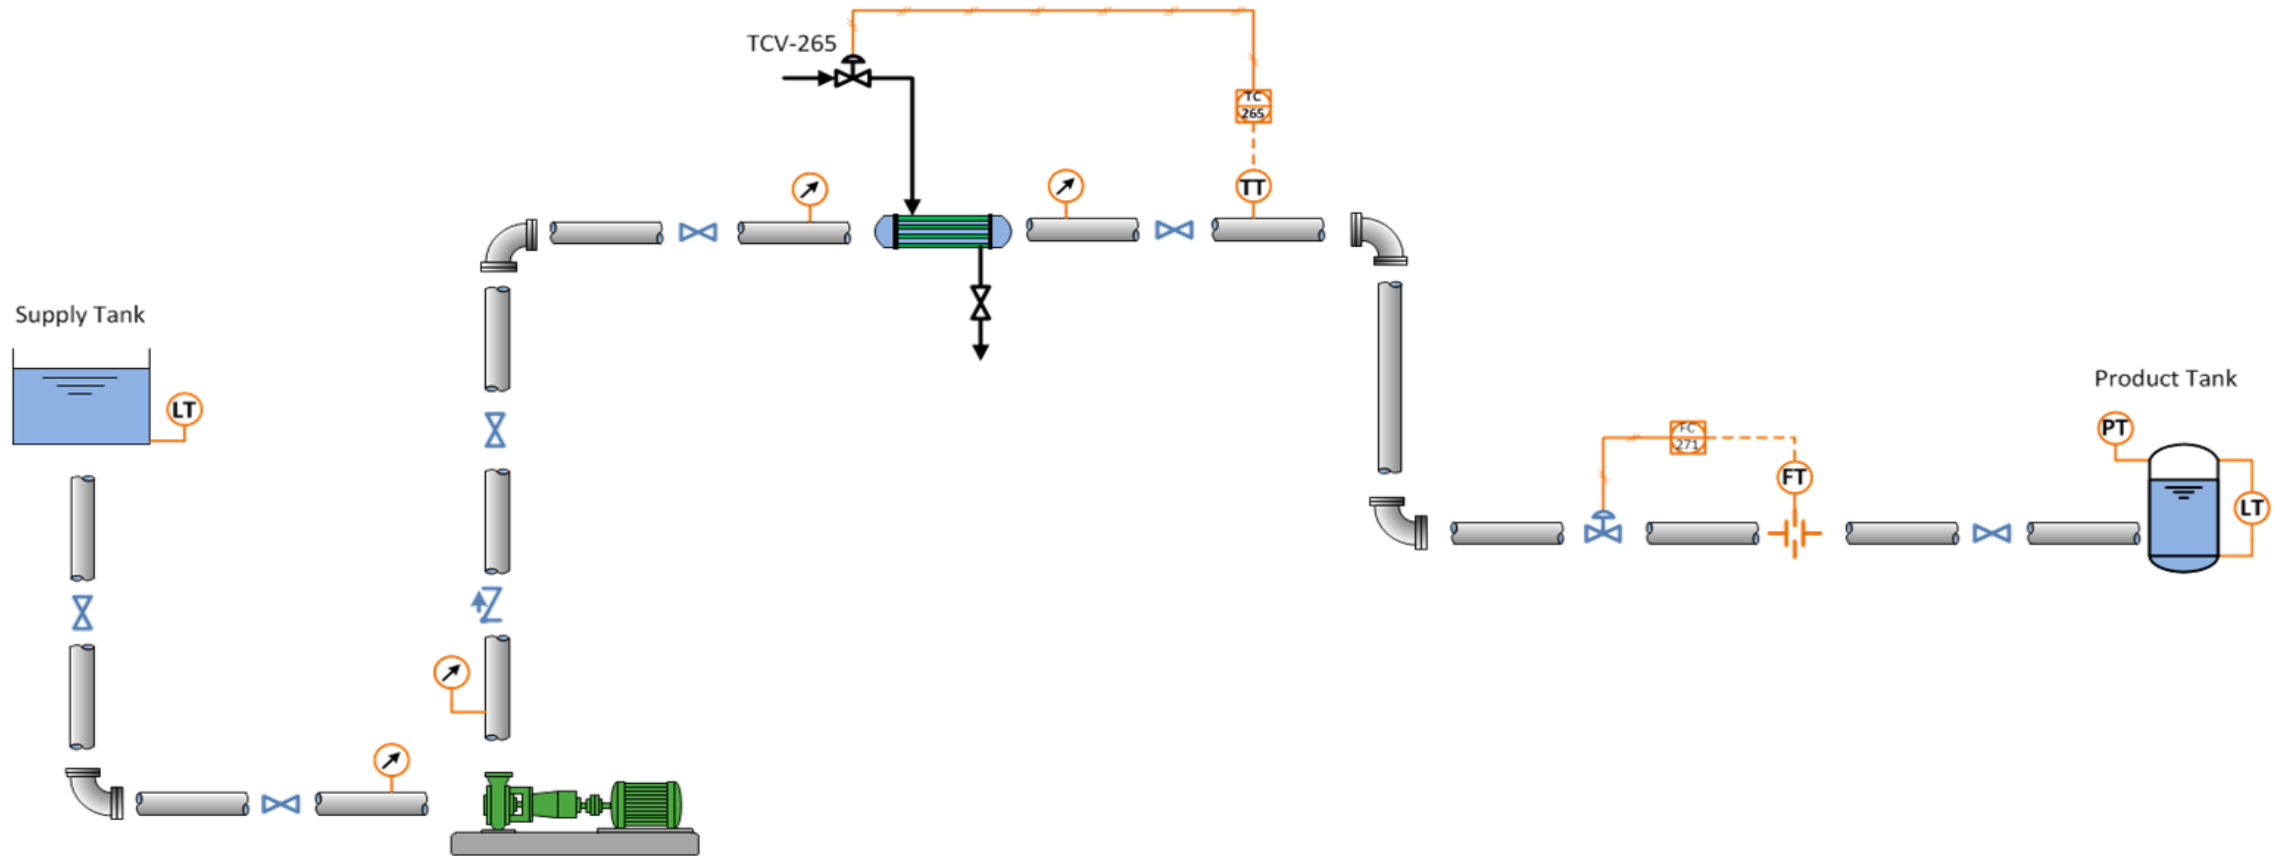 TCV-265
TC
265
TT
Supply Tank
LT
Product Tank
PT
FC
271
FT
LT